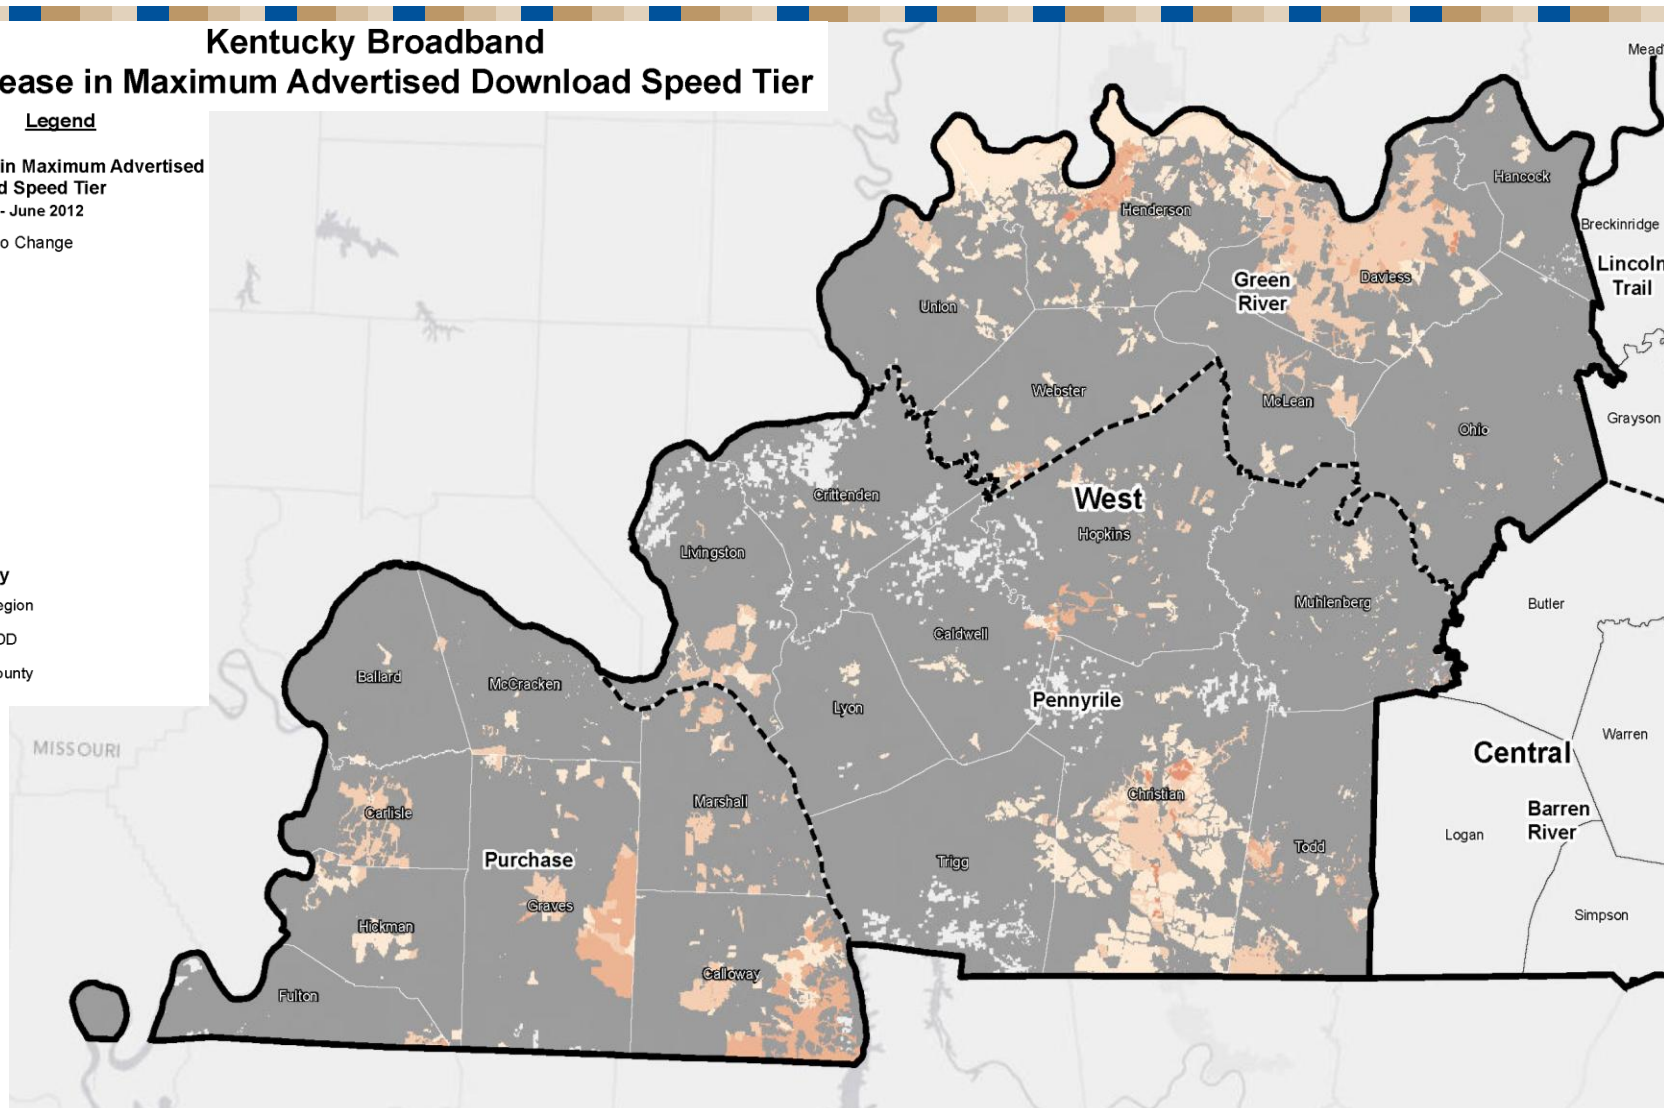 Kentucky Broadband
ease in Maximum Advertised Download Speed Tier
Legend
in Maximum Advertised
d Speed Tier
- June 2012
o Change
y
egion
DD
ounty
MISSOURI
Mead
Hancock
Breckinridge
Lincoln
Trail
Henderson
Green
River
Daviess
Union
Webster
McLean
Ohio
Grayson
West
Crittenden
Hopkins
Livingston
Muhlenberg
Butler
Caldwell
Ballard
McCracken
Pennyrile
Lyon
Warren
Central
Christian
Marshall
Carlisle
Barren
River
Logan
Todd
Purchase
Trigg
Graves
Simpson
Hickman
Calloway
Fulton